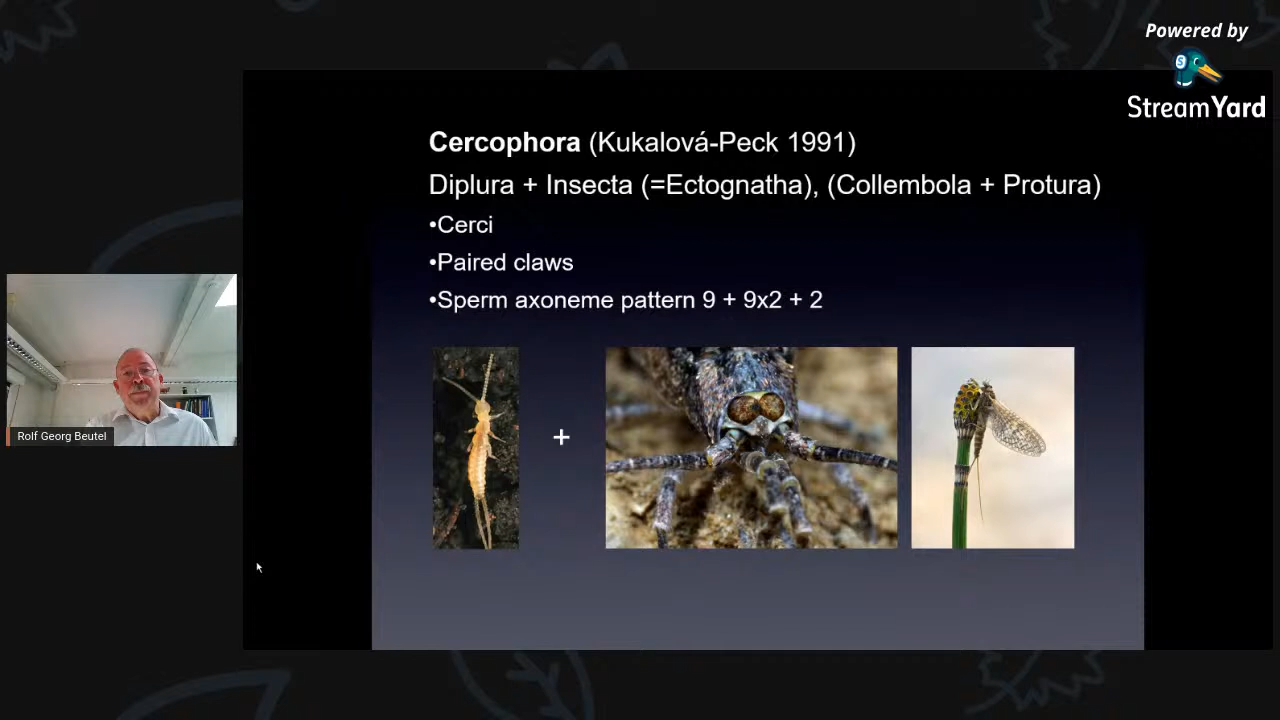 Powered by
StreamYard
Cercophora (Kukalová-Peck 1991)
Diplura + Insecta (=Ectognatha), (Collembola + Protura)
•Cerci
•Paired claws
•Sperm axoneme pattern 9 + 9x2 + 2
+
Rolf Georg Beutel